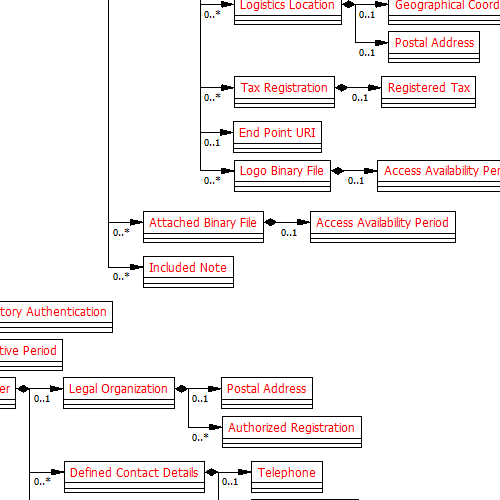 Logistics Location
0..*
0..1
Geographical Coord
0..1
Postal Address
0..*
Tax Registration
0..1
Registered Tax
0..1
End Point URI
0..*
Logo Binary File
0..1
Access Availability Per
0..*
Attached Binary File
0..1
Access Availability Period
0..*
Included Note
tory Authentication
tive Period
er
0..1
Legal Organization
0..1
Postal Address
0..*
Authorized Registration
0..*
Defined Contact Details
0..1
Telephone